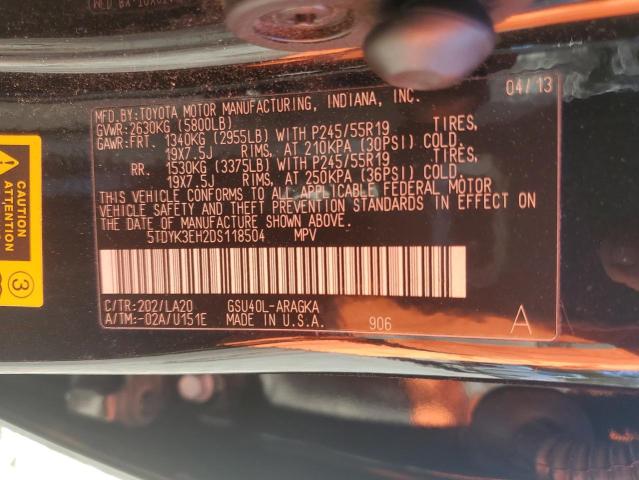 04/13
MFD.BY:TOYOTA MOTOR MANUFACTURING, INDIANA, INC.
GVWR:2630KG (5800LB)
GAWR:FRT. 1340KG (2955LB) WITH P245/55R19 TIRES,
19X7.5J RIMS, AT 210KPA (30PSI) COLD.
RR. 1530KG (3375LB) WITH P245/55R19 TIRES,
19X7.5J RIMS, AT 250KPA (36PSI) COLD.
THIS VEHICLE CONFORMS TO ALL APPLICABLE FEDERAL MOTOR
VEHICLE SAFETY AND THEFT PREVENTION STANDARDS IN EFFECT ON
THE DATE OF MANUFACTURE SHOWN ABOVE.
5TDYK3EH2DS118504 MPV
C/TR:202/LA20 GSU40L-ARAGKA
A/TM:-02A/U151E MADE IN U.S.A. 906 A
ATTENTION
CAUTION
3